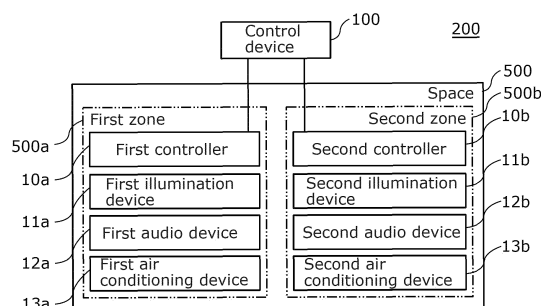 Control
device
100
200
500
Space
500b
First zone
Second zone
500a
10b
First controller
Second controller
10a
11b
First illumination
device
Second illumination
device
11a
12b
First audio device
Second audio device
12a
13b
First air
conditioning device
Second air
conditioning device
13a